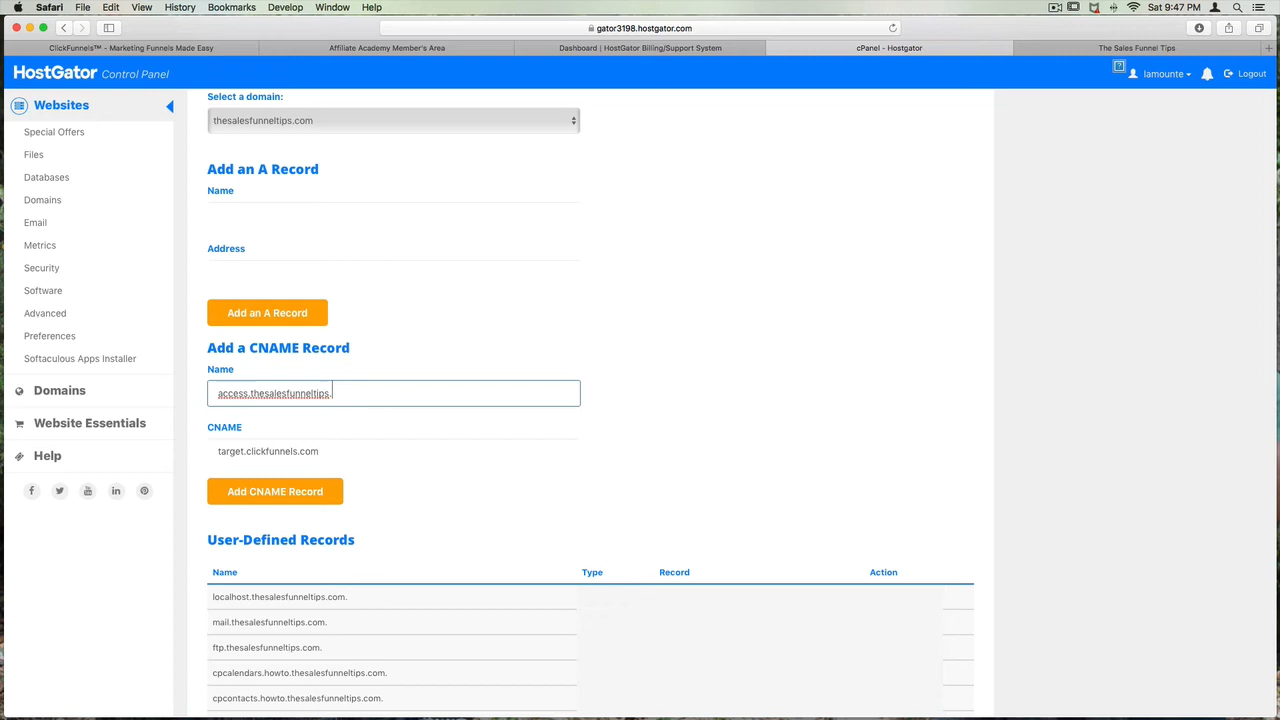 Safari File Edit View History Bookmarks Develop Window Help Sat 9:47 PM
gator3198.hostgator.com
ClickFunnels™ - Marketing Funnels Made Easy Affiliate Academy Member's Area Dashboard | HostGator Billing/Support System cPanel - Hostgator The Sales Funnel Tips
HostGator Control Panel lamounte Logout
Websites
Special Offers
Files
Databases
Domains
Email
Metrics
Security
Software
Advanced
Preferences
Softaculous Apps Installer
Domains
Website Essentials
Help
Select a domain:
thesalesfunneltips.com
Add an A Record
Name
Address
Add an A Record
Add a CNAME Record
Name
access.thesalesfunneltips.
CNAME
target.clickfunnels.com
Add CNAME Record
User-Defined Records
Name Type Record Action
localhost.thesalesfunneltips.com.
mail.thesalesfunneltips.com.
ftp.thesalesfunneltips.com.
cpcalendars.howto.thesalesfunneltips.com.
cpcontacts.howto.thesalesfunneltips.com.